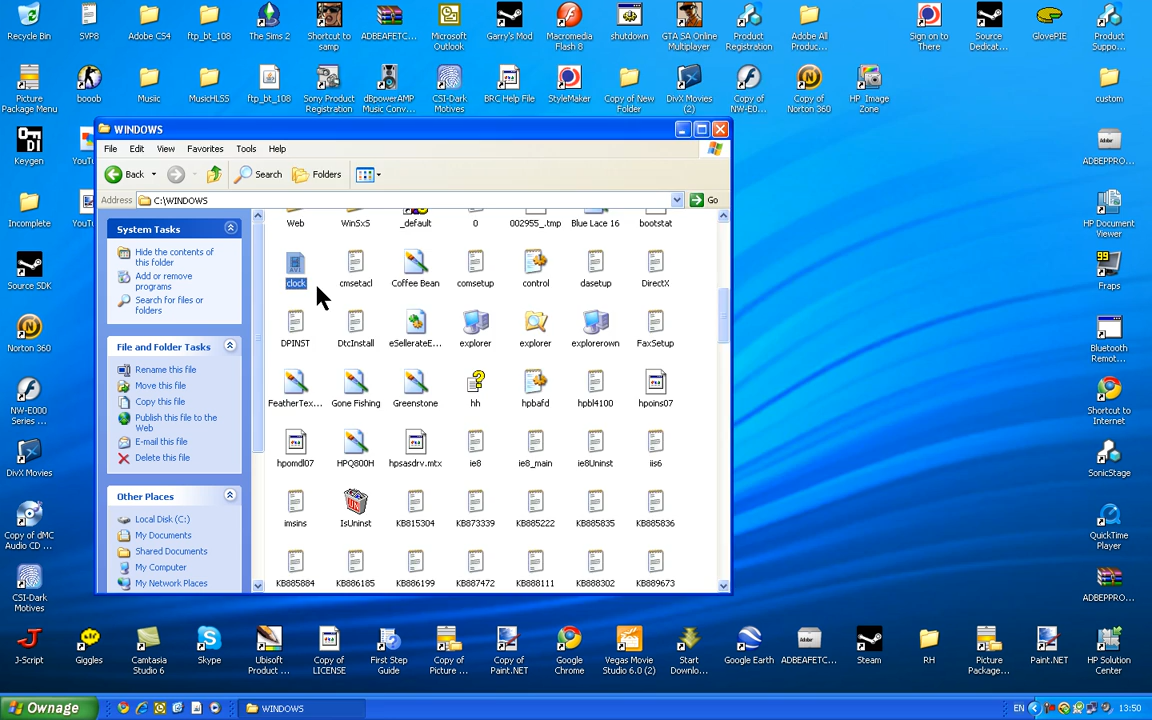 Recycle Bin
SVP8
Adobe CS4
ftp_bt_108
The Sims 2
Shortcut to
samp
ADBEAFETC...
Microsoft
Outlook
Garry's Mod
Macromedia
Flash 8
shutdown
GTA SA Online
Multiplayer
Product
Registration
Adobe All
Produc...
Sign on to
There
Source
Dedicat...
GlovePIE
Product
Suppo...
Picture
Package Menu
booob
Music
MusicHLSS
ftp_bt_108
Sony Product
Registration
dBpowerAMP
Music Conv...
CSI-Dark
Motives
BRC Help File
StyleMaker
Copy of New
Folder
DivX Movies
(2)
Copy of
NW-E0...
Copy of
Norton 360
HP Image
Zone
custom
Keygen
YouTu
Incomplete
YouTu
Source SDK
Norton 360
NW-E000
Series ...
DivX Movies
Copy of dMC
Audio CD ...
CSI-Dark
Motives
WINDOWS
File Edit View Favorites Tools Help
Back Search Folders
Address C:\WINDOWS Go
System Tasks
Hide the contents of
this folder
Add or remove
programs
Search for files or
folders
File and Folder Tasks
Rename this file
Move this file
Copy this file
Publish this file to the
Web
E-mail this file
Delete this file
Other Places
Local Disk (C:)
My Documents
Shared Documents
My Computer
My Network Places
Web WinSxS _default 0 002955_.tmp Blue Lace 16 bootstat
clock cmsetacl Coffee Bean comsetup control dasetup DirectX
DPINST DtcInstall eSellerateE... explorer explorer explorerown FaxSetup
FeatherTex... Gone Fishing Greenstone hh hpbafd hpbl4100 hpoins07
hpomdl07 HPQ800H hpsasdrv.mtx ie8 ie8_main ie8Uninst iis6
imsins IsUninst KB815304 KB873339 KB885222 KB885835 KB885836
KB885884 KB886185 KB886199 KB887472 KB888111 KB888302 KB889673
ADBEPPRO...
HP Document
Viewer
99
Fraps
Bluetooth
Remot...
Shortcut to
Internet
SonicStage
QuickTime
Player
ADBEPPRO...
J-Script
Giggles
Camtasia
Studio 6
Skype
Ubisoft
Product ...
Copy of
LICENSE
First Step
Guide
Copy of
Picture ...
Copy of
Paint.NET
Google
Chrome
Vegas Movie
Studio 6.0 (2)
Start
Downlo...
Google Earth
ADBEAFETC...
Steam
RH
Picture
Package...
Paint.NET
HP Solution
Center
Ownage
WINDOWS
EN
13:50